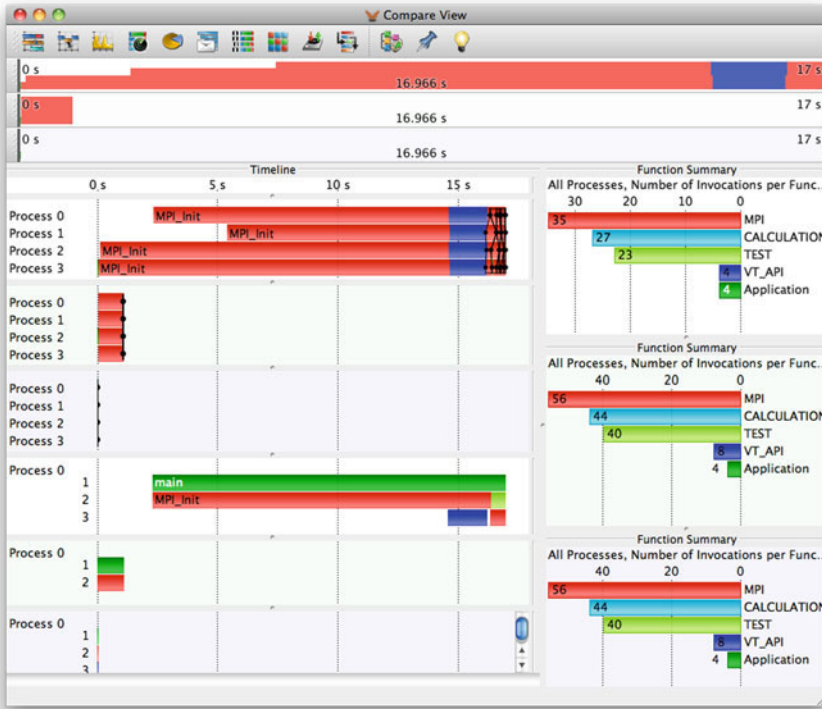 Compare View
0 s 17 s
16.966 s
0 s 17 s
16.966 s
0 s 17 s
16.966 s
Timeline
0 s 5 s 10 s 15 s
Process 0 MPI_Init
Process 1 MPI_Init
Process 2 MPI_Init
Process 3 MPI_Init
Process 0
Process 1
Process 2
Process 3
Process 0
Process 1
Process 2
Process 3
Process 0
1 main
2 MPI_Init
3
Process 0
1
2
Process 0
1
2
3
Function Summary
All Processes, Number of Invocations per Func...
30 20 10 0
35 MPI
27 CALCULATION
23 TEST
4 VT_API
4 Application
Function Summary
All Processes, Number of Invocations per Func...
40 20 0
56 MPI
44 CALCULATION
40 TEST
8 VT_API
4 Application
Function Summary
All Processes, Number of Invocations per Func...
40 20 0
56 MPI
44 CALCULATION
40 TEST
8 VT_API
4 Application